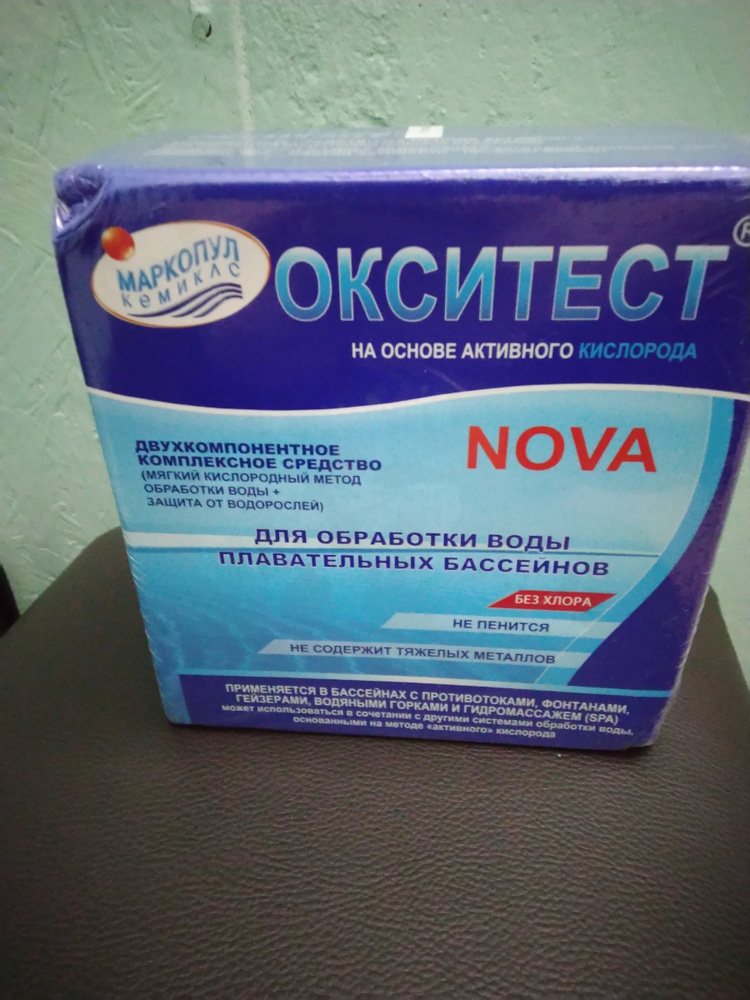 МАРКОПУЛ
КЕМИКЛС
ОКСИТЕСТ®
НА ОСНОВЕ АКТИВНОГО КИСЛОРОДА
ДВУХКОМПОНЕНТНОЕ
КОМПЛЕКСНОЕ СРЕДСТВО
(МЯГКИЙ КИСЛОРОДНЫЙ МЕТОД
ОБРАБОТКИ ВОДЫ +
ЗАЩИТА ОТ ВОДОРОСЛЕЙ)
NOVA
ДЛЯ ОБРАБОТКИ ВОДЫ
ПЛАВАТЕЛЬНЫХ БАССЕЙНОВ
БЕЗ ХЛОРА
НЕ ПЕНИТСЯ
НЕ СОДЕРЖИТ ТЯЖЕЛЫХ МЕТАЛЛОВ
ПРИМЕНЯЕТСЯ В БАССЕЙНАХ С ПРОТИВОТОКАМИ, ФОНТАНАМИ,
ГЕЙЗЕРАМИ, ВОДЯНЫМИ ГОРКАМИ И ГИДРОМАССАЖЕМ (SPA)
может использоваться в сочетании с другими системами обработки воды,
основанными на методе «активного» кислорода